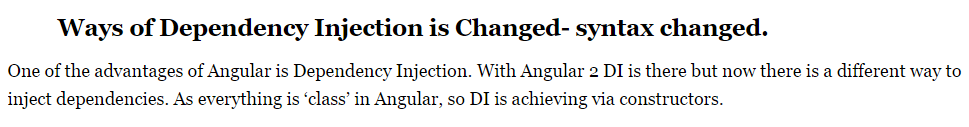 Ways of Dependency Injection is Changed- syntax changed.
One of the advantages of Angular is Dependency Injection. With Angular 2 DI is there but now there is a different way to
inject dependencies. As everything is ‘class’ in Angular, so DI is achieving via constructors.